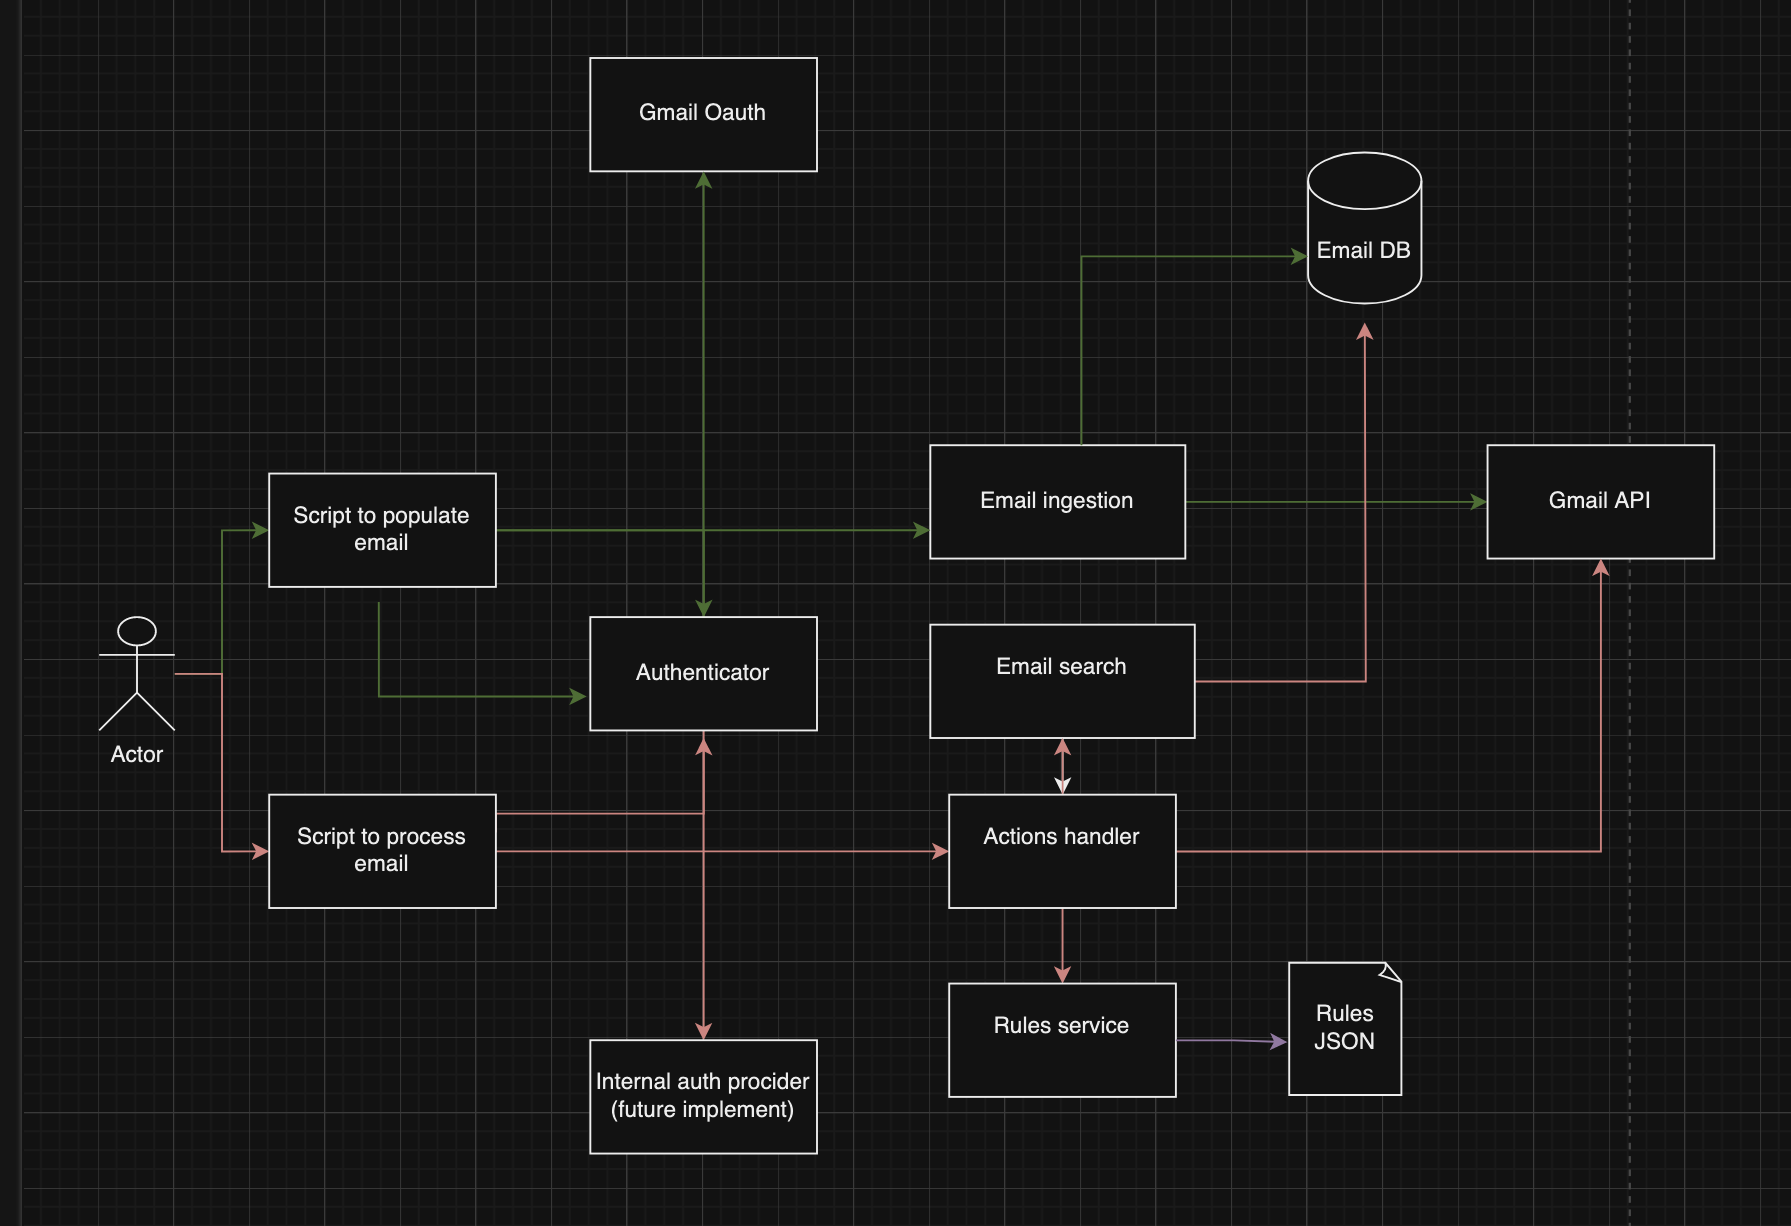 Gmail Oauth
Email DB
Script to populate
email
Email ingestion
Gmail API
Authenticator
Email search
Actor
Script to process
email
Actions handler
Rules service
Rules
JSON
Internal auth procider
(future implement)